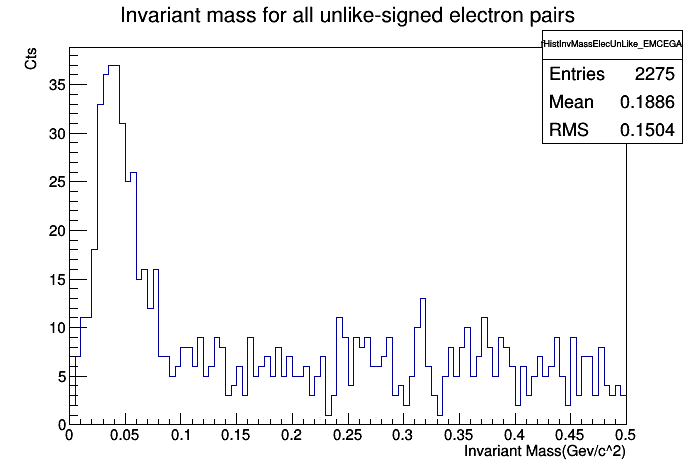 Invariant mass for all unlike-signed electron pairs
Cts
fHistInvMassElecUnLike_EMCEGA
Entries 2275
Mean 0.1886
RMS 0.1504
35
30
25
20
15
10
5
0
0 0.05 0.1 0.15 0.2 0.25 0.3 0.35 0.4 0.45 0.5
Invariant Mass(Gev/c^2)